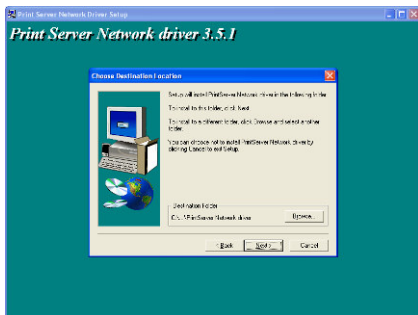 Print Server Network Driver Setup
Print Server Network driver 3.5.1
Choose Destination Location
Setup will install PrintServer Network driver in the following folder.
To install to this folder, click Next.
To install to a different folder, click Browse and select another
folder.
You can choose not to install PrintServer Network driver by
clicking Cancel to exit Setup.
Destination Folder
C:\...\PrintServer Network driver
Browse...
< Back
Next >
Cancel